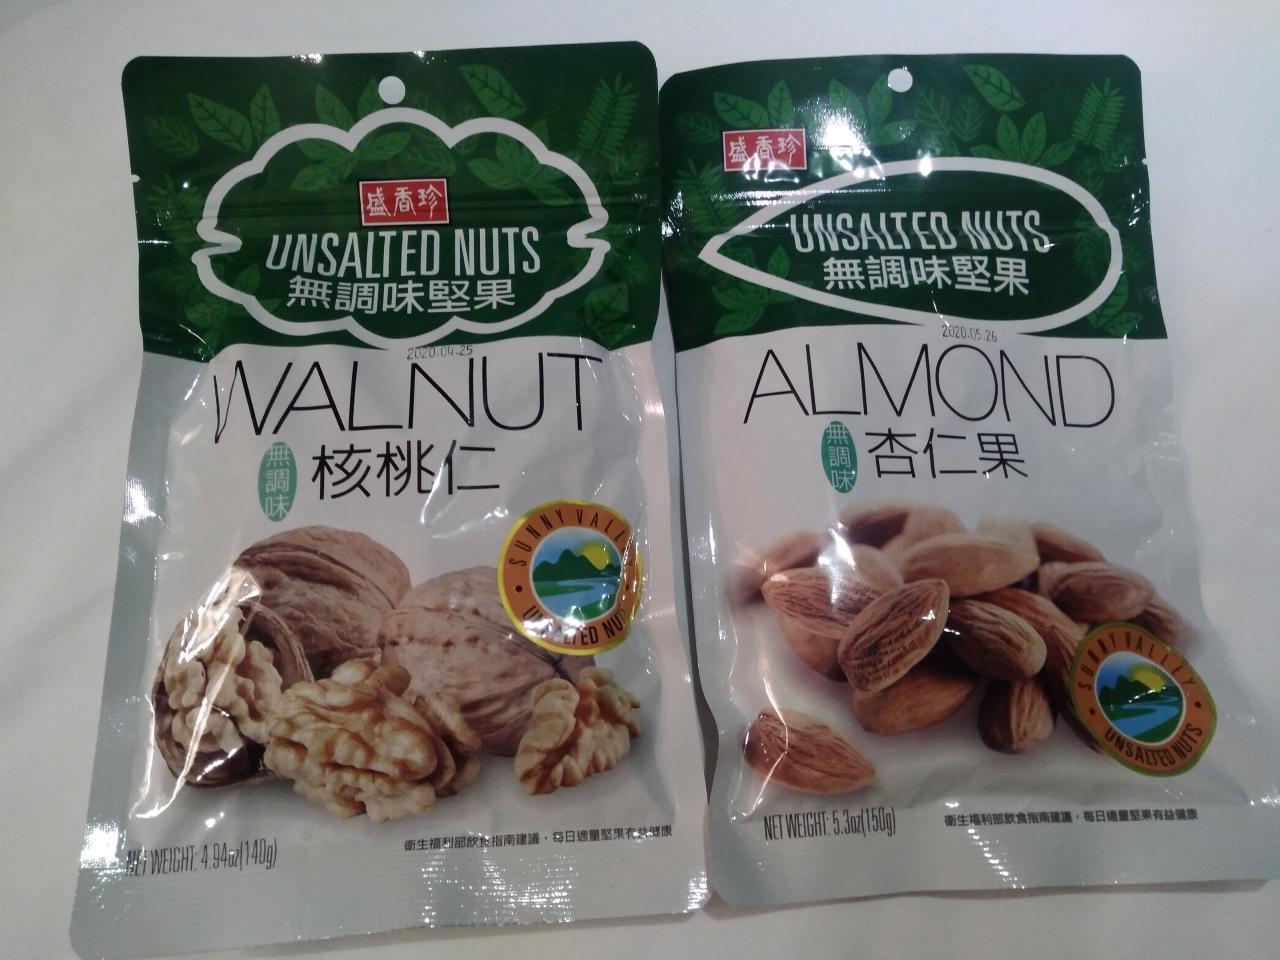 盛香珍
UNSALTED NUTS
無調味堅果
2020.04.25
WALNUT
無調味
核桃仁
SUNNY VALL
UNSALTED NU
NET WEIGHT: 4.94oz(140g)
衛生福利部飲食指南建議，每日適量堅果有益健康
盛香珍
UNSALTED NUTS
無調味堅果
2020.05.26
ALMOND
無調味
杏仁果
SUNNY VALLEY
UNSALTED NUTS
NET WEIGHT: 5.3oz(150g)
衛生福利部飲食指南建議，每日適量堅果有益健康